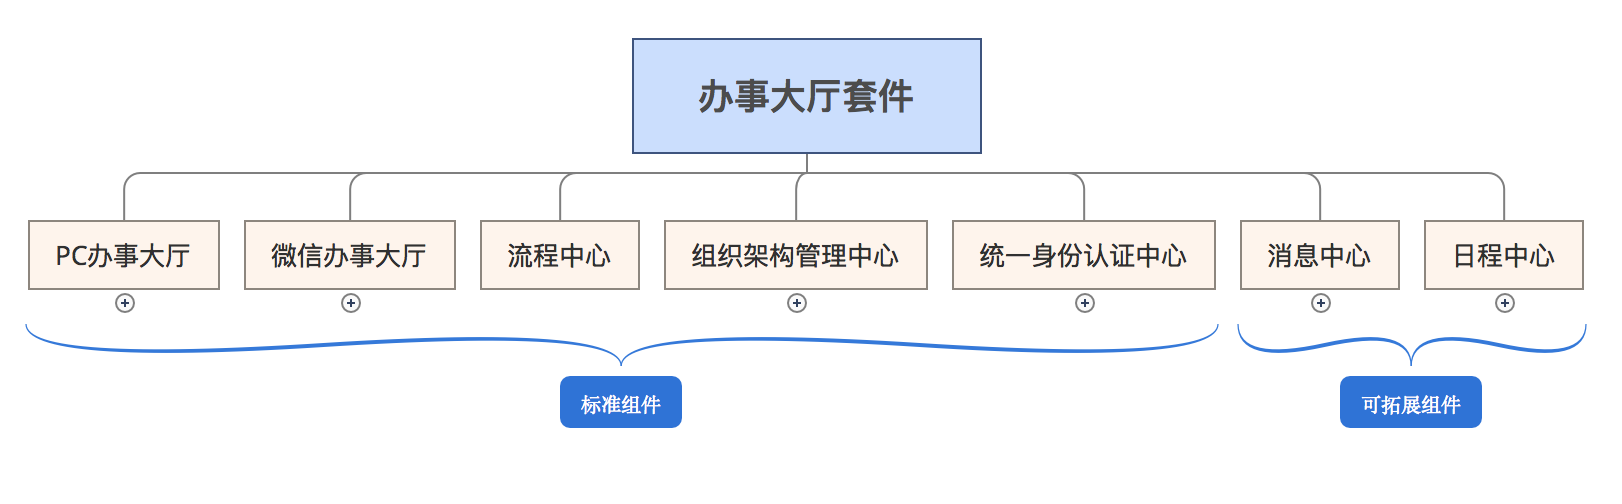 办事大厅套件
PC办事大厅
微信办事大厅
流程中心
组织架构管理中心
统一身份认证中心
消息中心
日程中心
标准组件
可拓展组件